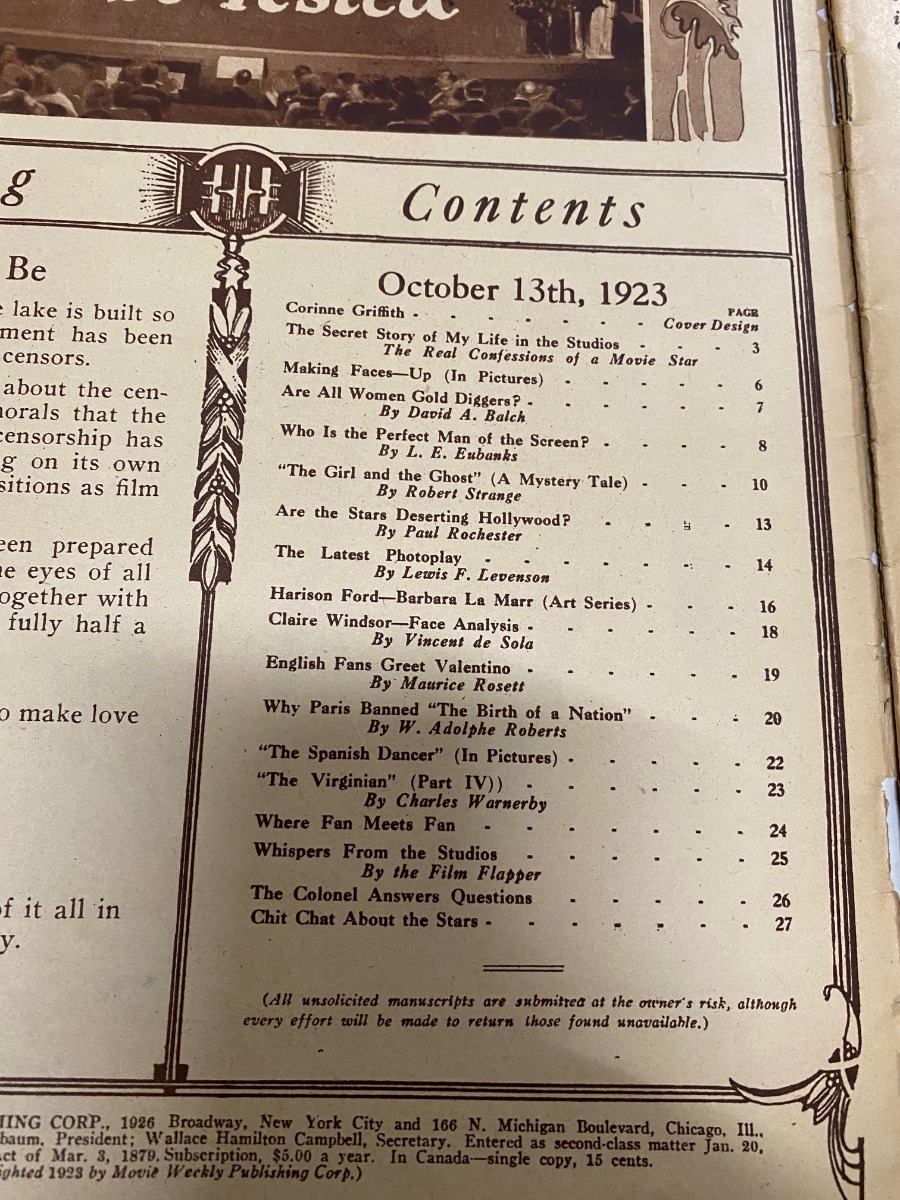 be Tested
g
Contents
Be
e lake is built so
ment has been
censors.
about the cen-
norals that the
censorship has
g on its own
sitions as film
een prepared
ne eyes of all
ogether with
fully half a
o make love
of it all in
y.
October 13th, 1923
PAGE
Corinne Griffith - - - - - - - Cover Design
The Secret Story of My Life in the Studios - - - 3
The Real Confessions of a Movie Star
Making Faces—Up (In Pictures) - - - - - 6
Are All Women Gold Diggers? - - - - - - 7
By David A. Balch
Who Is the Perfect Man of the Screen? - - - - 8
By L. E. Eubanks
"The Girl and the Ghost" (A Mystery Tale) - - - 10
By Robert Strange
Are the Stars Deserting Hollywood? - - - - 13
By Paul Rochester
The Latest Photoplay - - - - - - - 14
By Lewis F. Levenson
Harison Ford—Barbara La Marr (Art Series) - - - 16
Claire Windsor—Face Analysis - - - - - - 18
By Vincent de Sola
English Fans Greet Valentino - - - - - - 19
By Maurice Rosett
Why Paris Banned "The Birth of a Nation" - - - 20
By W. Adolphe Roberts
"The Spanish Dancer" (In Pictures) - - - - - 22
"The Virginian" (Part IV)) - - - - - - 23
By Charles Warnerby
Where Fan Meets Fan - - - - - - - 24
Whispers From the Studios - - - - - - 25
By the Film Flapper
The Colonel Answers Questions - - - - - 26
Chit Chat About the Stars - - - - - - - 27
(All unsolicited manuscripts are submitted at the owner's risk, although
every effort will be made to return those found unavailable.)
HING CORP., 1926 Broadway, New York City and 166 N. Michigan Boulevard, Chicago, Ill.,
baum, President; Wallace Hamilton Campbell, Secretary. Entered as second-class matter Jan. 20,
Act of Mar. 3, 1879. Subscription, $5.00 a year. In Canada—single copy, 15 cents.
ighted 1923 by Movie Weekly Publishing Corp.)